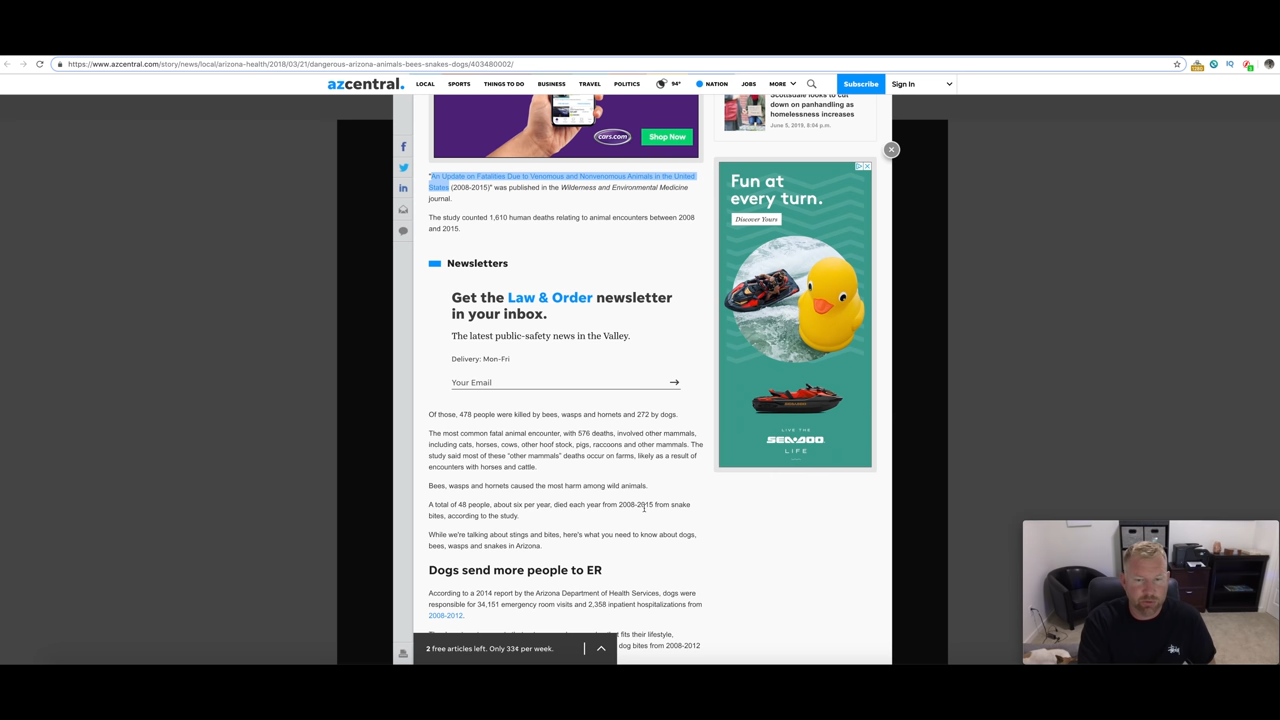 https://www.azcentral.com/story/news/local/arizona-health/2018/03/21/dangerous-arizona-animals-bees-snakes-dogs/403480002/
azcentral.
LOCAL
SPORTS
THINGS TO DO
BUSINESS
TRAVEL
POLITICS
94°
NATION
JOBS
MORE
Subscribe
Sign In
cars.com
Shop Now
"An Update on Fatalities Due to Venomous and Nonvenomous Animals in the United
States (2008-2015)" was published in the Wilderness and Environmental Medicine
journal.
The study counted 1,610 human deaths relating to animal encounters between 2008
and 2015.
Newsletters
Get the Law & Order newsletter
in your inbox.
The latest public-safety news in the Valley.
Delivery: Mon-Fri
Your Email
Of those, 478 people were killed by bees, wasps and hornets and 272 by dogs.
The most common fatal animal encounter, with 576 deaths, involved other mammals,
including cats, horses, cows, other hoof stock, pigs, raccoons and other mammals. The
study said most of these "other mammals" deaths occur on farms, likely as a result of
encounters with horses and cattle.
Bees, wasps and hornets caused the most harm among wild animals.
A total of 48 people, about six per year, died each year from 2008-2015 from snake
bites, according to the study.
While we're talking about stings and bites, here's what you need to know about dogs,
bees, wasps and snakes in Arizona.
Dogs send more people to ER
According to a 2014 report by the Arizona Department of Health Services, dogs were
responsible for 34,151 emergency room visits and 2,358 inpatient hospitalizations from
2008-2012.
fits their lifestyle,
dog bites from 2008-2012
2 free articles left. Only 33¢ per week.
Scottsdale looks to cut
down on panhandling as
homelessness increases
June 5, 2019, 8:04 p.m.
Fun at
every turn.
Discover Yours
LIVE THE
SEA-DOO
LIFE